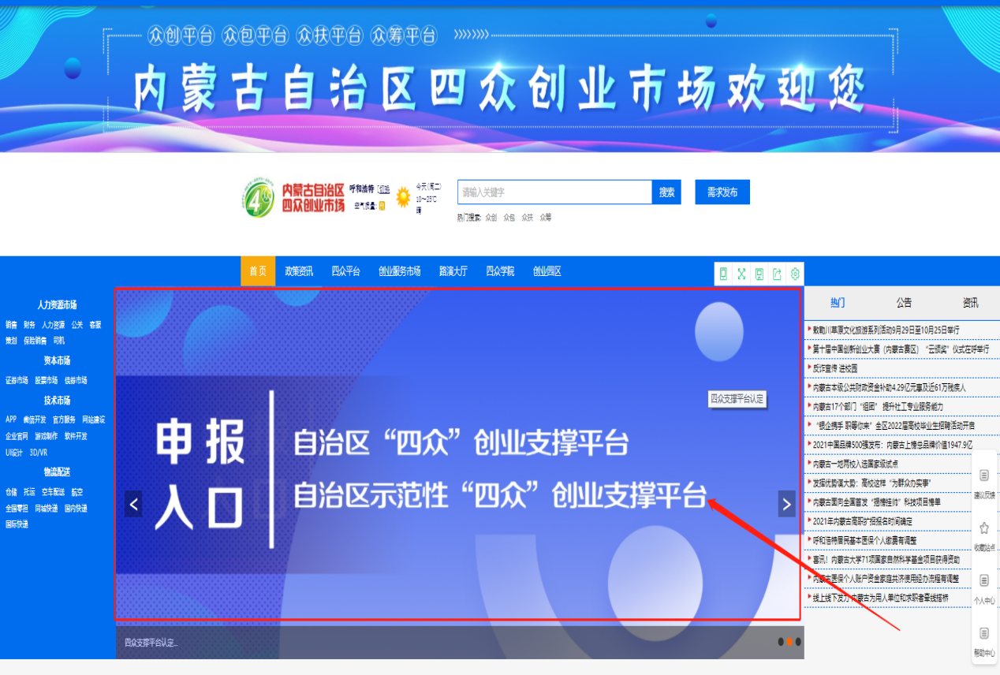 众创平台 众包平台 众扶平台 众筹平台 》》》》》》》
内蒙古自治区四众创业市场欢迎您
内蒙古自治区
四众创业市场
呼和浩特 [切换]
空气质量:
今天(周二)
10～25℃
晴
请输入关键字
搜索
需求发布
热门搜索: 众创 众包 众扶 众筹
首 页 政策资讯 四众平台 创业服务市场 路演大厅 四众学院 创业园区
人力资源市场
销售 财务 人力资源 公关 客服
策划 保险销售 司机
资本市场
证券市场 股票市场 债券市场
技术市场
APP 微信开发 官方服务 网站建设
企业官网 游戏制作 软件开发
UI设计 3D/VR
物流配送
仓储 托运 空车配送 航空
全国零担 同城快递 国内快递
国际快递
申报
入口
自治区“四众”创业支撑平台
自治区示范性“四众”创业支撑平台
四众支撑平台认定
四众支撑平台认定...
热门 公告 资讯
敕勒川草原文化旅游系列活动9月29日至10月25日举行
第十届中国创新创业大赛（内蒙古赛区）“云颁奖”仪式在呼举行
反诈宣传 进校园
内蒙古本级公共财政资金补助4.29亿元惠及近61万残疾人
内蒙古17个部门“组团” 提升社工专业服务能力
“银企携手 职等你来”全区2022届高校毕业生招聘活动开启
2021中国品牌500强发布：内蒙古上榜总品牌价值1947.9亿
内蒙古一地两校入选国家级试点
发挥优势谋大势：高校这样“为群众办实事”
内蒙古面向全国首发“揭榜挂帅”科技项目榜单
2021年内蒙古高职扩招报名时间确定
呼和浩特居民基本医保个人缴费有调整
喜讯！内蒙古大学71项国家自然科学基金项目获得资助
内蒙古医保个人账户资金家庭共济使用经办流程有调整
线上线下发力 内蒙古为用人单位和求职者牵线搭桥
建议反馈
收藏站点
个人中心
帮助中心